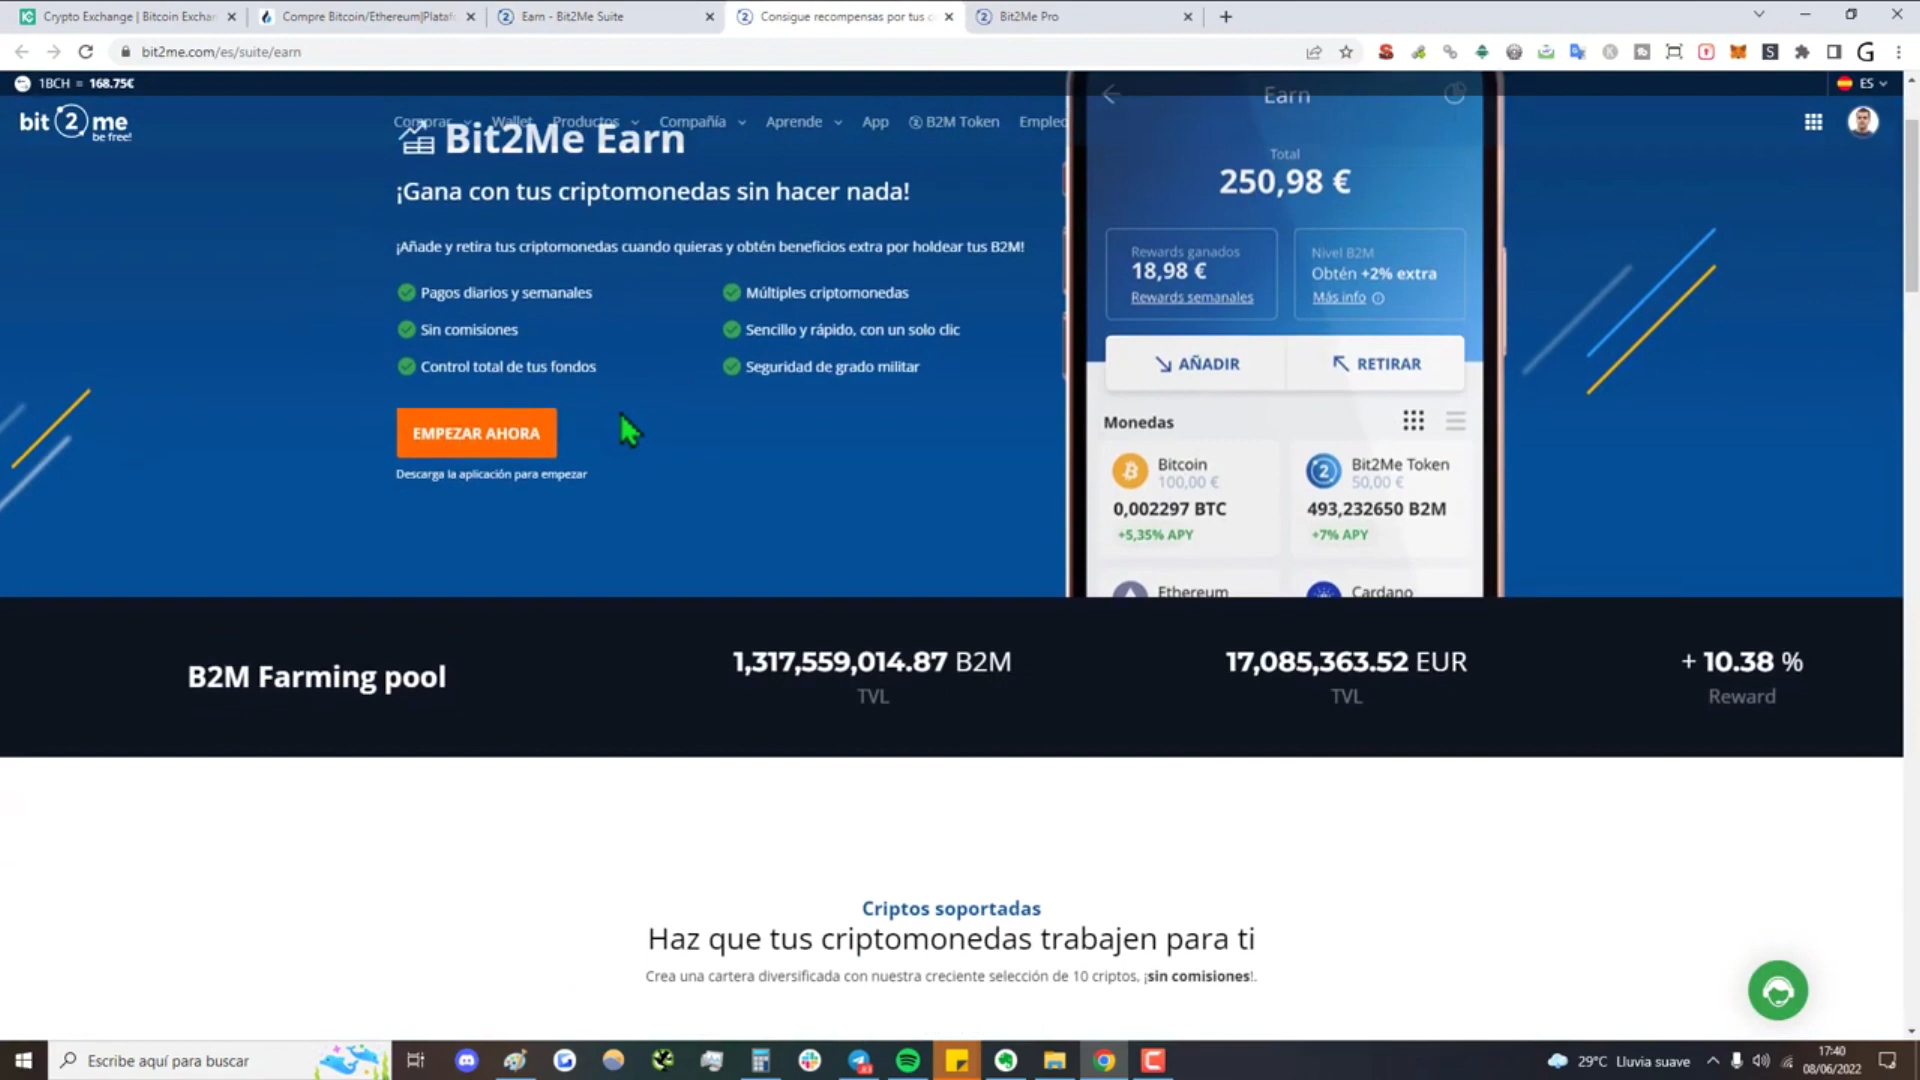 Crypto Exchange | Bitcoin Exchan
Compre Bitcoin/Ethereum|Plataf
Earn - Bit2Me Suite
Consigue recompensas por tus c
Bit2Me Pro
bit2me.com/es/suite/earn
1BCH = 168.75€
ES
bit 2 me
be free!
Comprar
Wallet
Productos
Compañía
Aprende
App
B2M Token
Empleo
Bit2Me Earn
¡Gana con tus criptomonedas sin hacer nada!
¡Añade y retira tus criptomonedas cuando quieras y obtén beneficios extra por holdear tus B2M!
Pagos diarios y semanales
Múltiples criptomonedas
Sin comisiones
Sencillo y rápido, con un solo clic
Control total de tus fondos
Seguridad de grado militar
EMPEZAR AHORA
Descarga la aplicación para empezar
Earn
Total
250,98 €
Rewards ganados
18,98 €
Rewards semanales
Nivel B2M
Obtén +2% extra
Más info
AÑADIR
RETIRAR
Monedas
Bitcoin
100,00 €
0,002297 BTC
+5,35% APY
Bit2Me Token
50,00 €
493,232650 B2M
+7% APY
Ethereum
Cardano
B2M Farming pool
1,317,559,014.87 B2M
TVL
17,085,363.52 EUR
TVL
+ 10.38 %
Reward
Criptos soportadas
Haz que tus criptomonedas trabajen para ti
Crea una cartera diversificada con nuestra creciente selección de 10 criptos, ¡sin comisiones!.
Escribe aquí para buscar
29°C Lluvia suave
17:40
08/06/2022